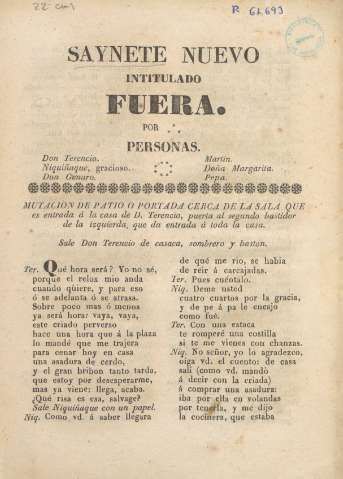 22 cm
R 61693
SAYNETE NUEVO
INTITULADO
FUERA.
POR
PERSONAS.
Don Terencio.
Niquiñaque, gracioso.
Don Genaro.
Martin.
Doña Margarita.
Pepa.
MUTACION DE PATIO O PORTADA CERCA DE LA SALA QUE
es entrada á la casa de D. Terencio, puerta al segundo bastidor
de la izquierda, que da entrada á toda la casa.
Sale Don Terencio de casaca, sombrero y baston.
Ter. Qué hora será? Yo no sé,
porque el relox mio anda
cuando quiere, y para eso
ó se adelanta ó se atrasa.
Sobre poco mas ó menos
ya será hora: vaya, vaya,
este criado perverso
hace una hora que á la plaza
lo mandé que me trajera
para cenar hoy en casa
una asadura de cerdo,
y el gran bribon tanto tarda,
que estoy por desesperarme,
mas ya viene: llega, acaba.
¿Qué risa es esa, salvage?
Sale Niquiñaque con un papel.
Niq. Como vd. á saber llegara
de qué me rio, se habia
de reir á carcajadas.
Ter. Pues cuéntalo.
Niq. Deme usted
cuatro cuartos por la gracia,
y de pe á pa le encajo
como fué.
Ter. Con una estaca
te romperé una costilla
si te me vienes con chanzas.
Niq. No señor, yo lo agradezco,
oiga vd. el cuento: de casa
salí (como vd. mandó
á decir con la criada)
á comprar una asadura:
iba por ella en volandas
por tenerla, y me dijo
la cocinera, que estaba